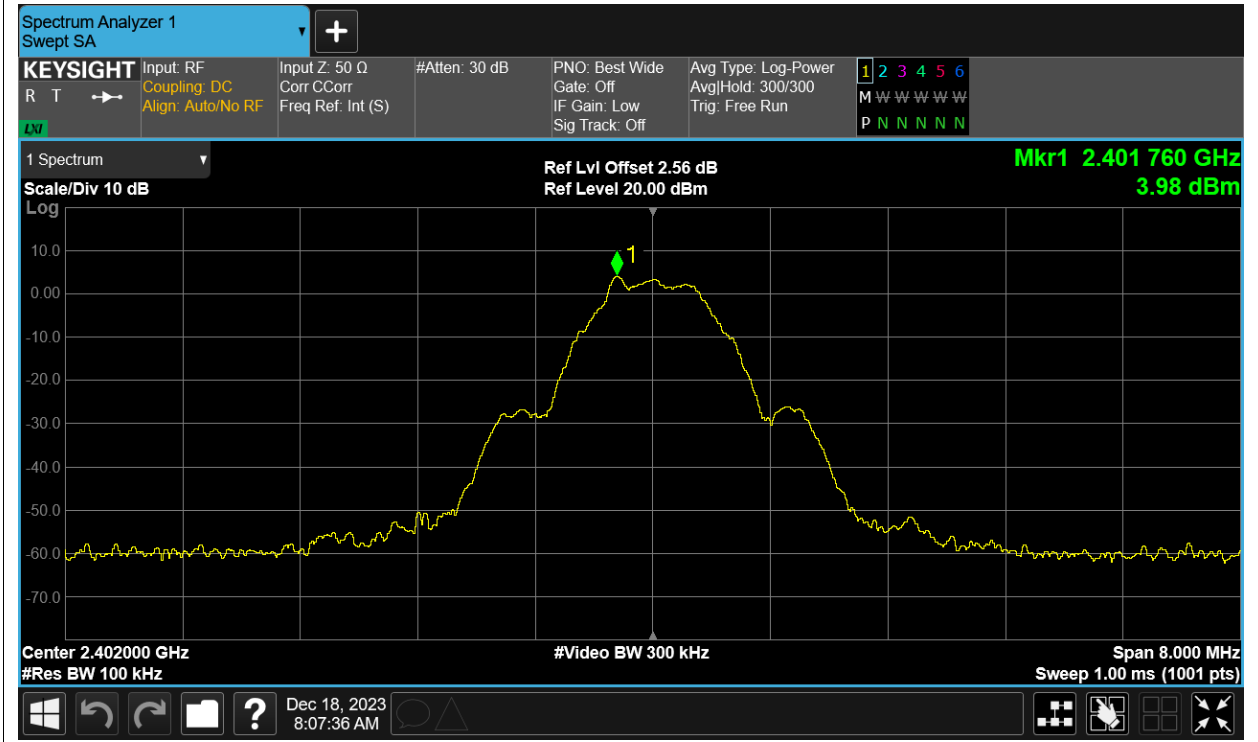 Spectrum Analyzer 1
Swept SA
+
KEYSIGHT
R T
LXI
Input: RF
Coupling: DC
Align: Auto/No RF
Input Z: 50 Ω
Corr CCorr
Freq Ref: Int (S)
#Atten: 30 dB
PNO: Best Wide
Gate: Off
IF Gain: Low
Sig Track: Off
Avg Type: Log-Power
Avg|Hold: 300/300
Trig: Free Run
1 2 3 4 5 6
M W W W W W
P N N N N N
1 Spectrum
Scale/Div 10 dB
Log
Ref Lvl Offset 2.56 dB
Ref Level 20.00 dBm
Mkr1 2.401 760 GHz
3.98 dBm
1
10.0
0.00
-10.0
-20.0
-30.0
-40.0
-50.0
-60.0
-70.0
Center 2.402000 GHz
#Res BW 100 kHz
#Video BW 300 kHz
Span 8.000 MHz
Sweep 1.00 ms (1001 pts)
?
Dec 18, 2023
8:07:36 AM